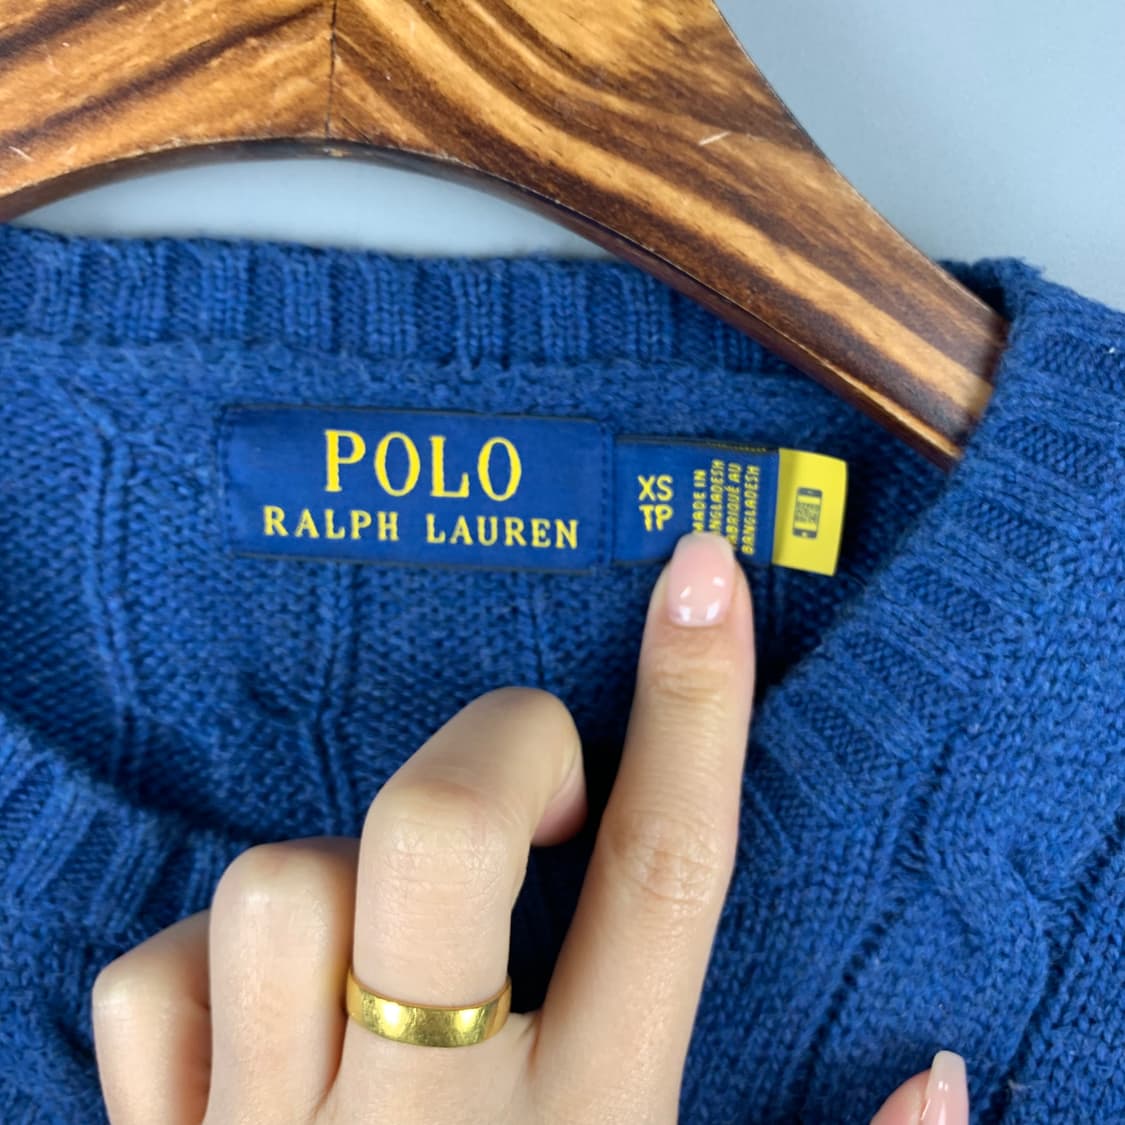 POLO
RALPH LAUREN
XS
TP
MADE IN
BANGLADESH
FABRIQUÉ AU
BANGLADESH